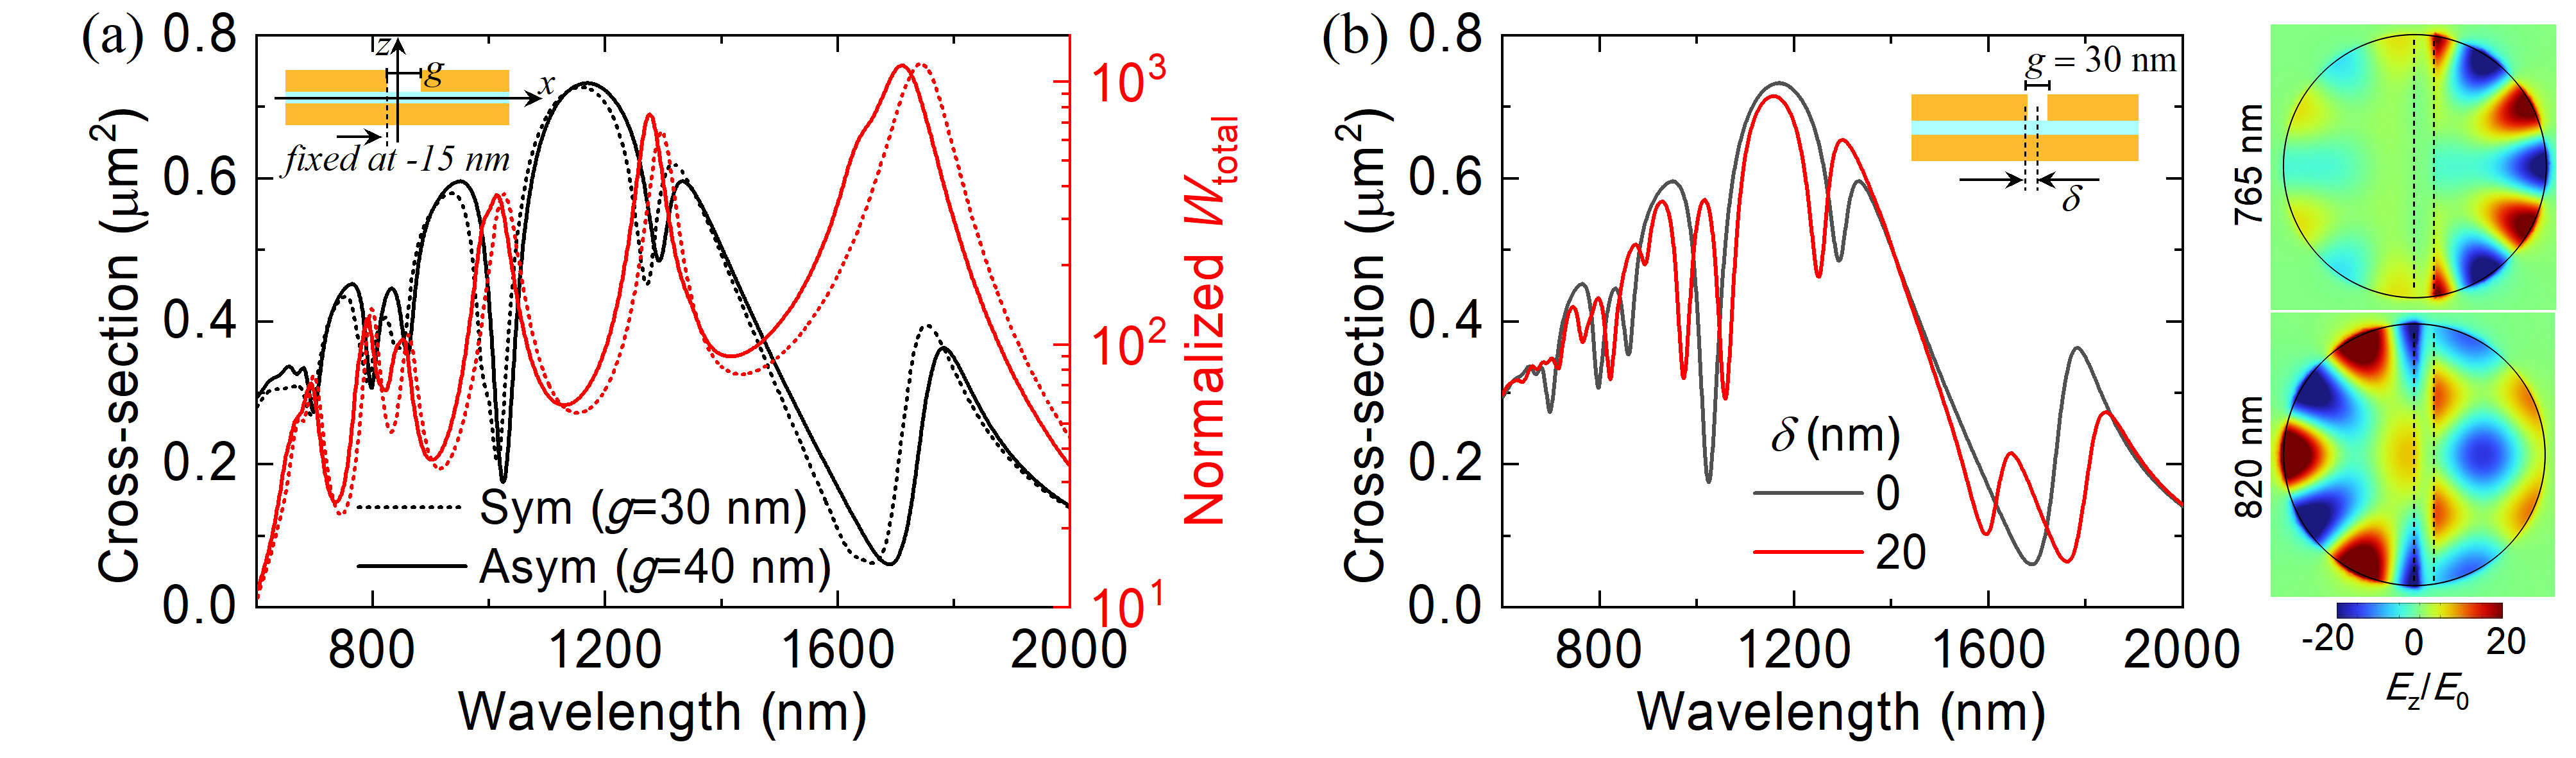 (a)
0.8
0.6
0.4
0.2
0.0
Cross-section (μm²)
z
g
x
fixed at -15 nm
Sym (g=30 nm)
Asym (g=40 nm)
10³
10²
10¹
Normalized W total
800 1200 1600 2000
Wavelength (nm)
(b)
0.8
0.6
0.4
0.2
0.0
Cross-section (μm²)
g = 30 nm
δ
δ (nm)
0
20
800 1200 1600 2000
Wavelength (nm)
765 nm
820 nm
-20 0 20
Ez/E0